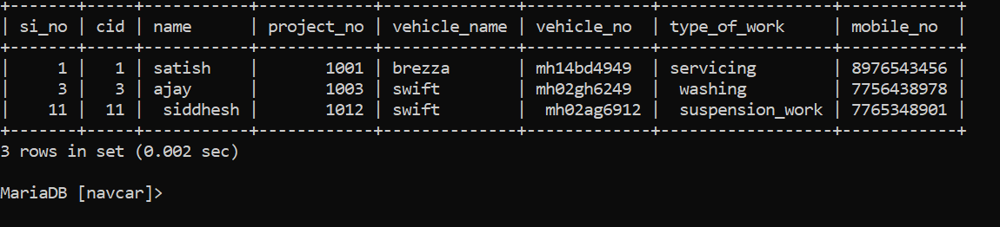 +-------+-----+-----------+------------+--------------+-------------+------------------+------------+
| si_no | cid | name      | project_no | vehicle_name | vehicle_no  | type_of_work     | mobile_no  |
+-------+-----+-----------+------------+--------------+-------------+------------------+------------+
|     1 |   1 | satish    |       1001 | brezza       | mh14bd4949  | servicing        | 8976543456 |
|     3 |   3 | ajay      |       1003 | swift        | mh02gh6249  |  washing         | 7756438978 |
|    11 |  11 |  siddhesh |       1012 | swift        |  mh02ag6912 |  suspension_work | 7765348901 |
+-------+-----+-----------+------------+--------------+-------------+------------------+------------+
3 rows in set (0.002 sec)
MariaDB [navcar]>